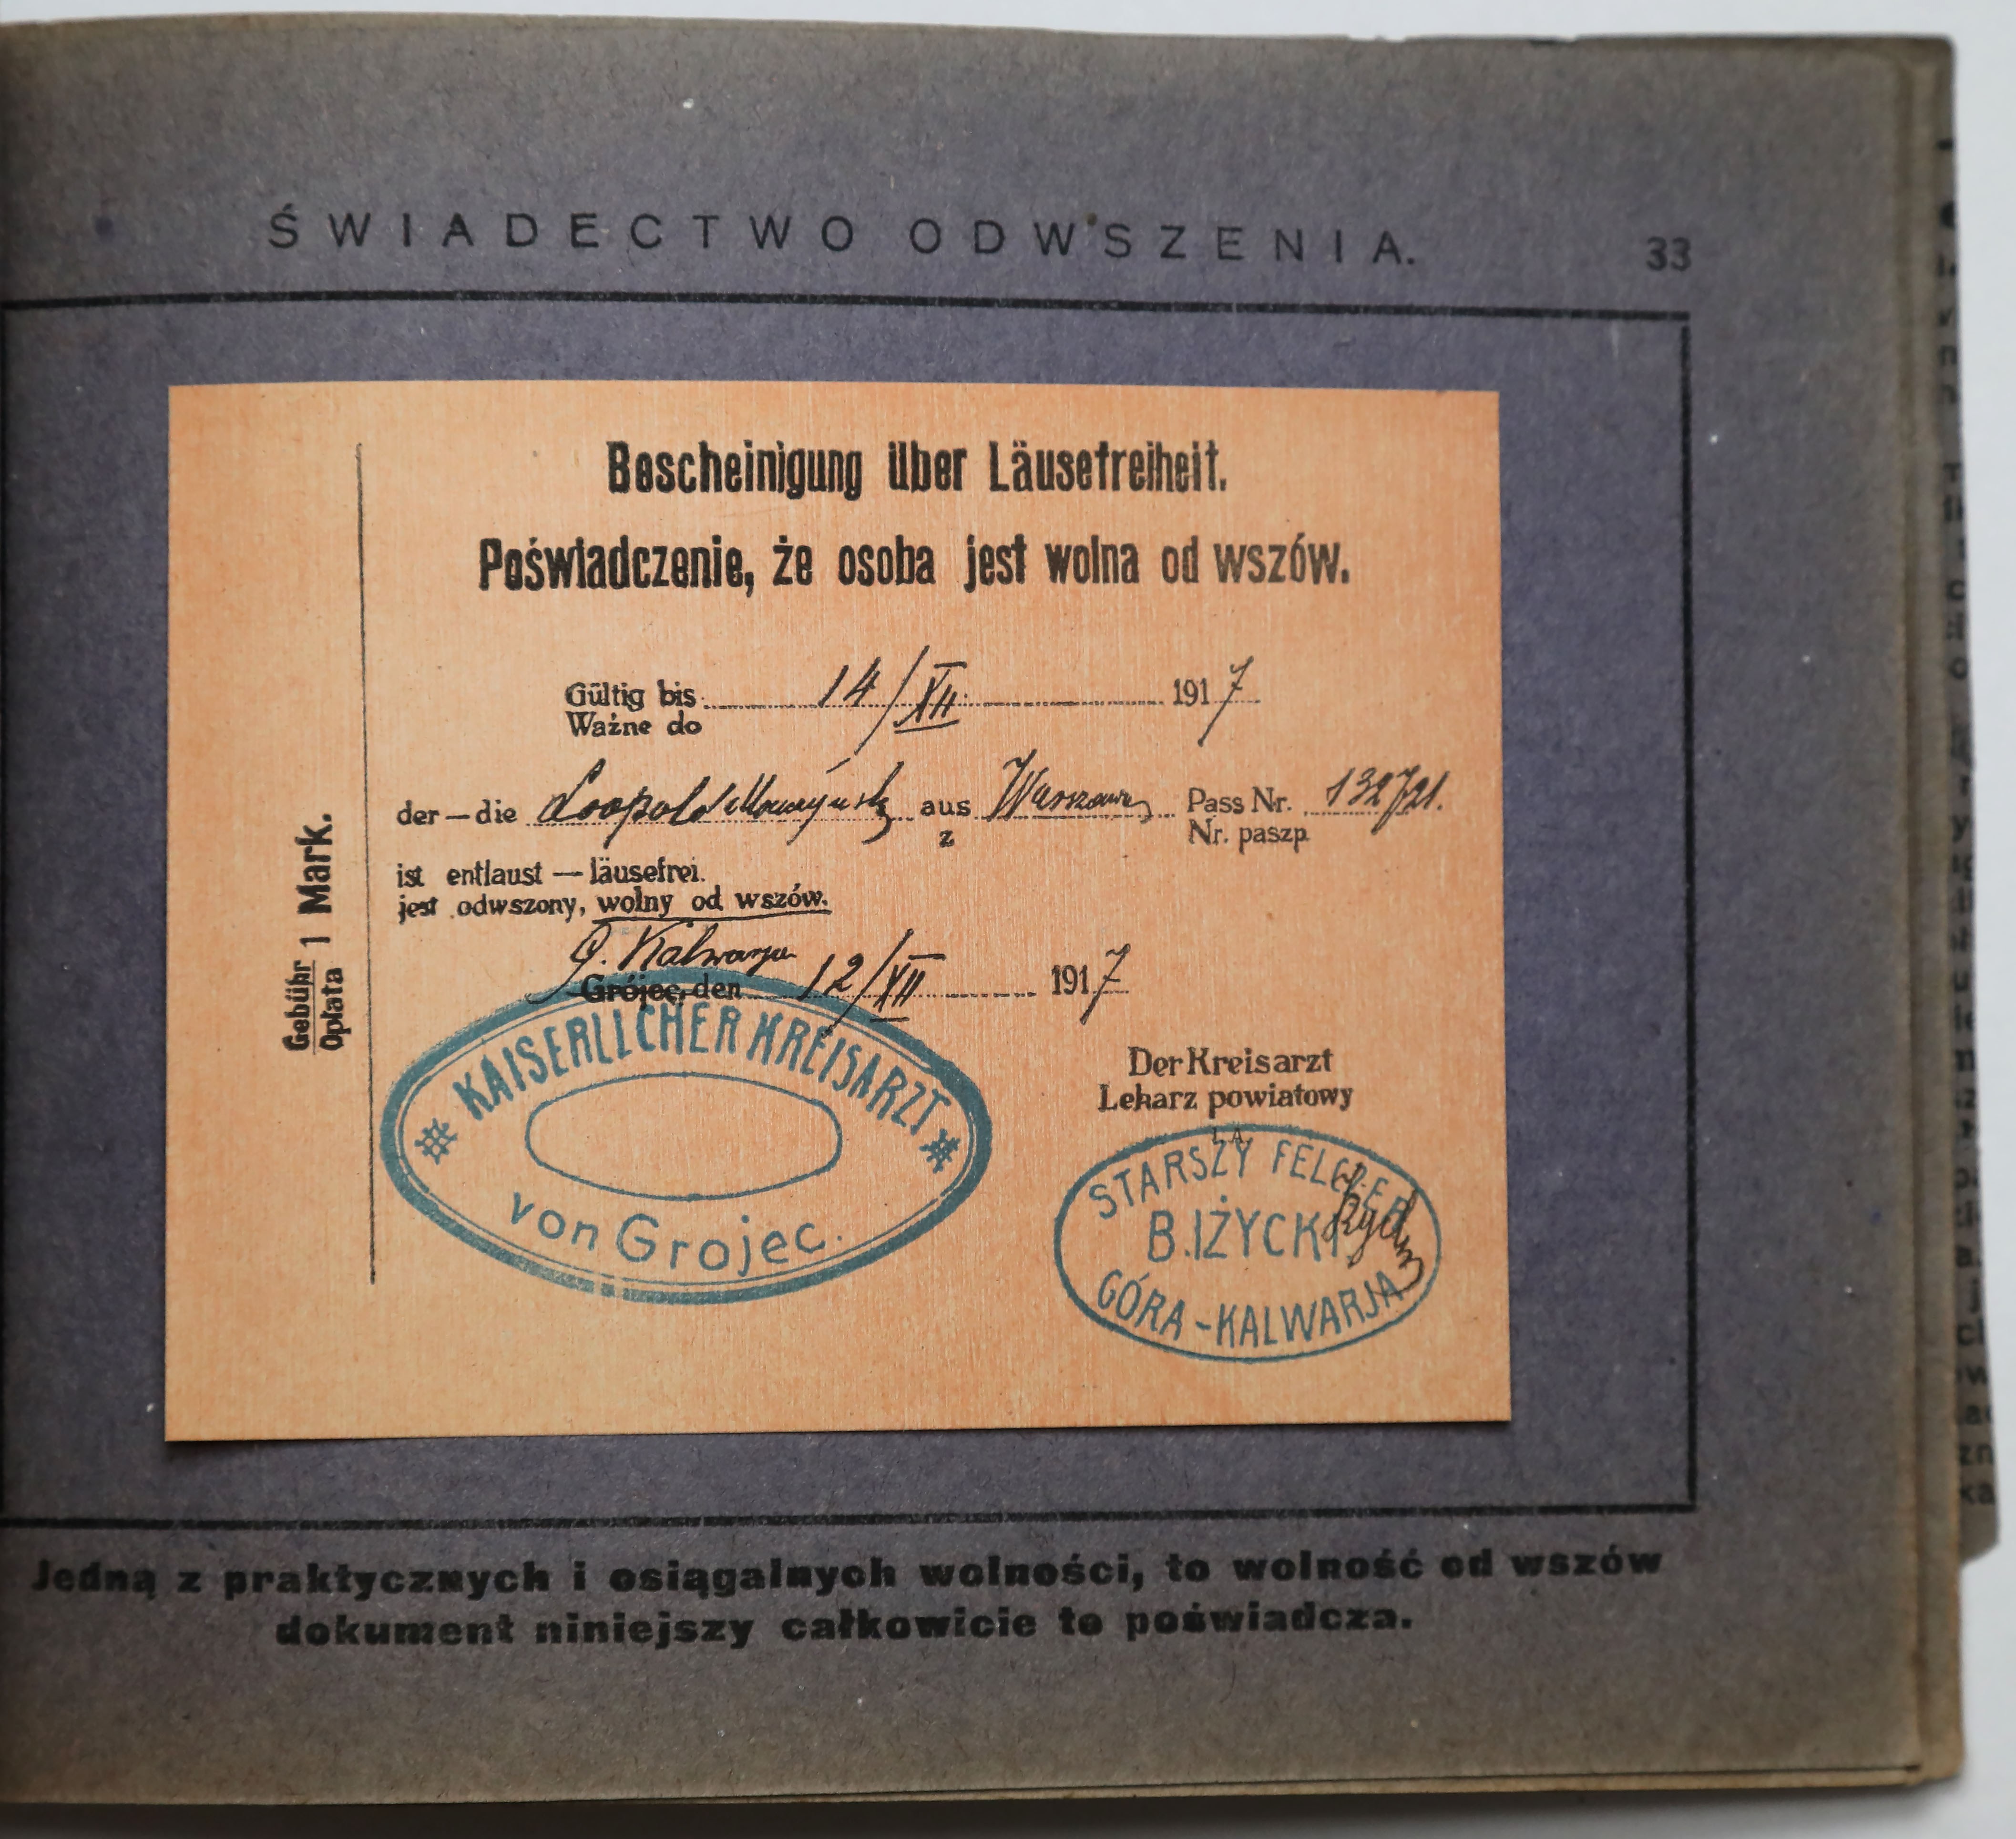 ŚWIADECTWO ODWSZENIA. 33
Bescheinigung über Läusefreiheit.
Poświadczenie, że osoba jest wolna od wszów.
Gültig bis 14/XII 1917
Ważne do
der—die Leopold aus Warszawy Pass Nr. 132721.
z Nr. paszp
ist entlaust — läusefrei.
jest odwszony, wolny od wszów.
G. Kalwarja
Grójec, den 12/XII 1917
Gebühr 1 Mark.
Opłata
KAISERLICHER KREISARZT
von Grojec.
Der Kreisarzt
Lekarz powiatowy
I. A.
STARSZY FELCZER
B. IŻYCKI
GÓRA-KALWARJA
Jedną z praktycznych i osiągalnych wolności, to wolność od wszów
dokument niniejszy całkowicie to poświadcza.